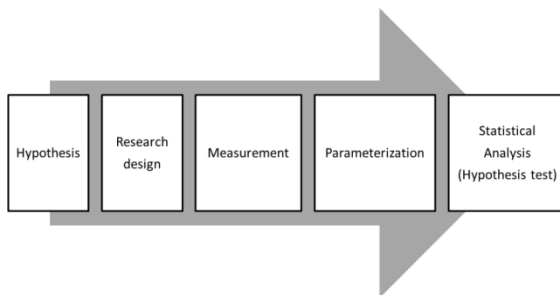 Hypothesis
Research
design
Measurement
Parameterization
Statistical
Analysis
(Hypothesis test)